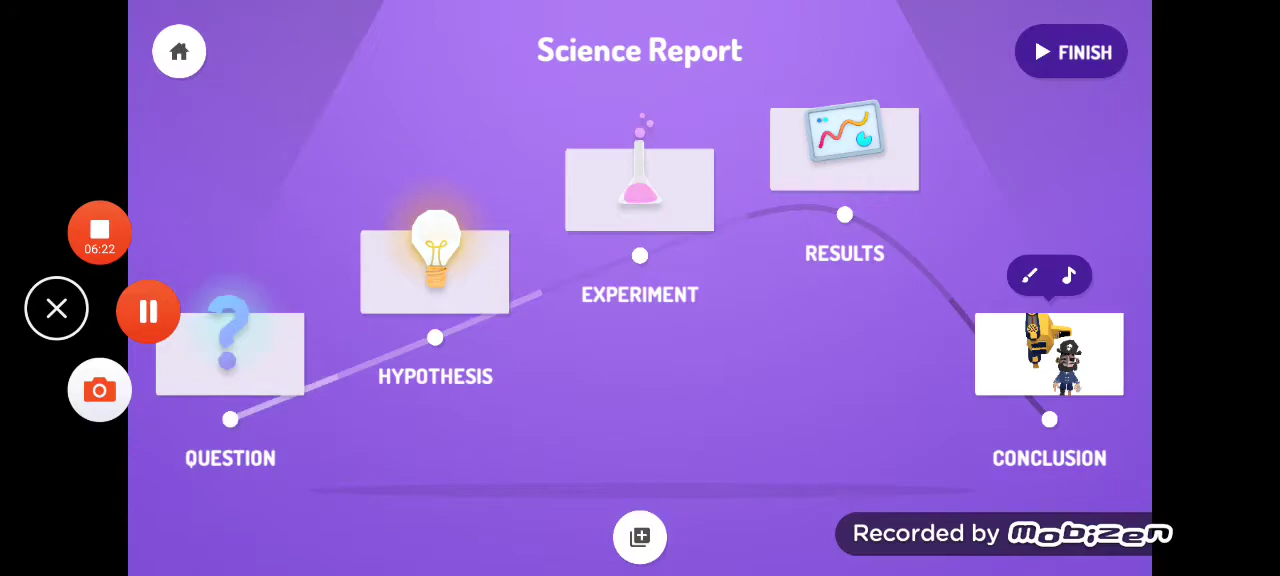 Science Report
FINISH
06:22
RESULTS
EXPERIMENT
HYPOTHESIS
QUESTION
CONCLUSION
Recorded by mobizen